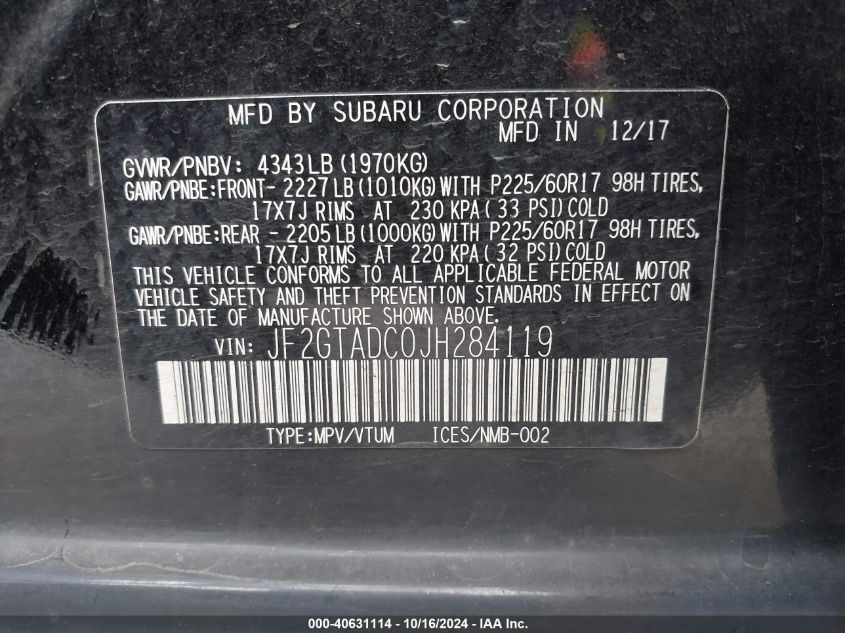 MFD BY SUBARU CORPORATION
MFD IN 12/17
GVWR/PNBV: 4343LB (1970KG)
GAWR/PNBE:FRONT- 2227LB (1010KG) WITH P225/60R17 98H TIRES,
17X7J RIMS AT 230 KPA( 33 PSI) COLD
GAWR/PNBE:REAR - 2205LB (1000KG) WITH P225/60R17 98H TIRES,
17X7J RIMS AT 220 KPA( 32 PSI) COLD
THIS VEHICLE CONFORMS TO ALL APPLICABLE FEDERAL MOTOR
VEHICLE SAFETY AND THEFT PREVENTION STANDARDS IN EFFECT ON
THE DATE OF MANUFACTURE SHOWN ABOVE.
VIN: JF2GTADC0JH284119
TYPE:MPV/VTUM ICES/NMB-002
000-40631114 - 10/16/2024 - IAA Inc.